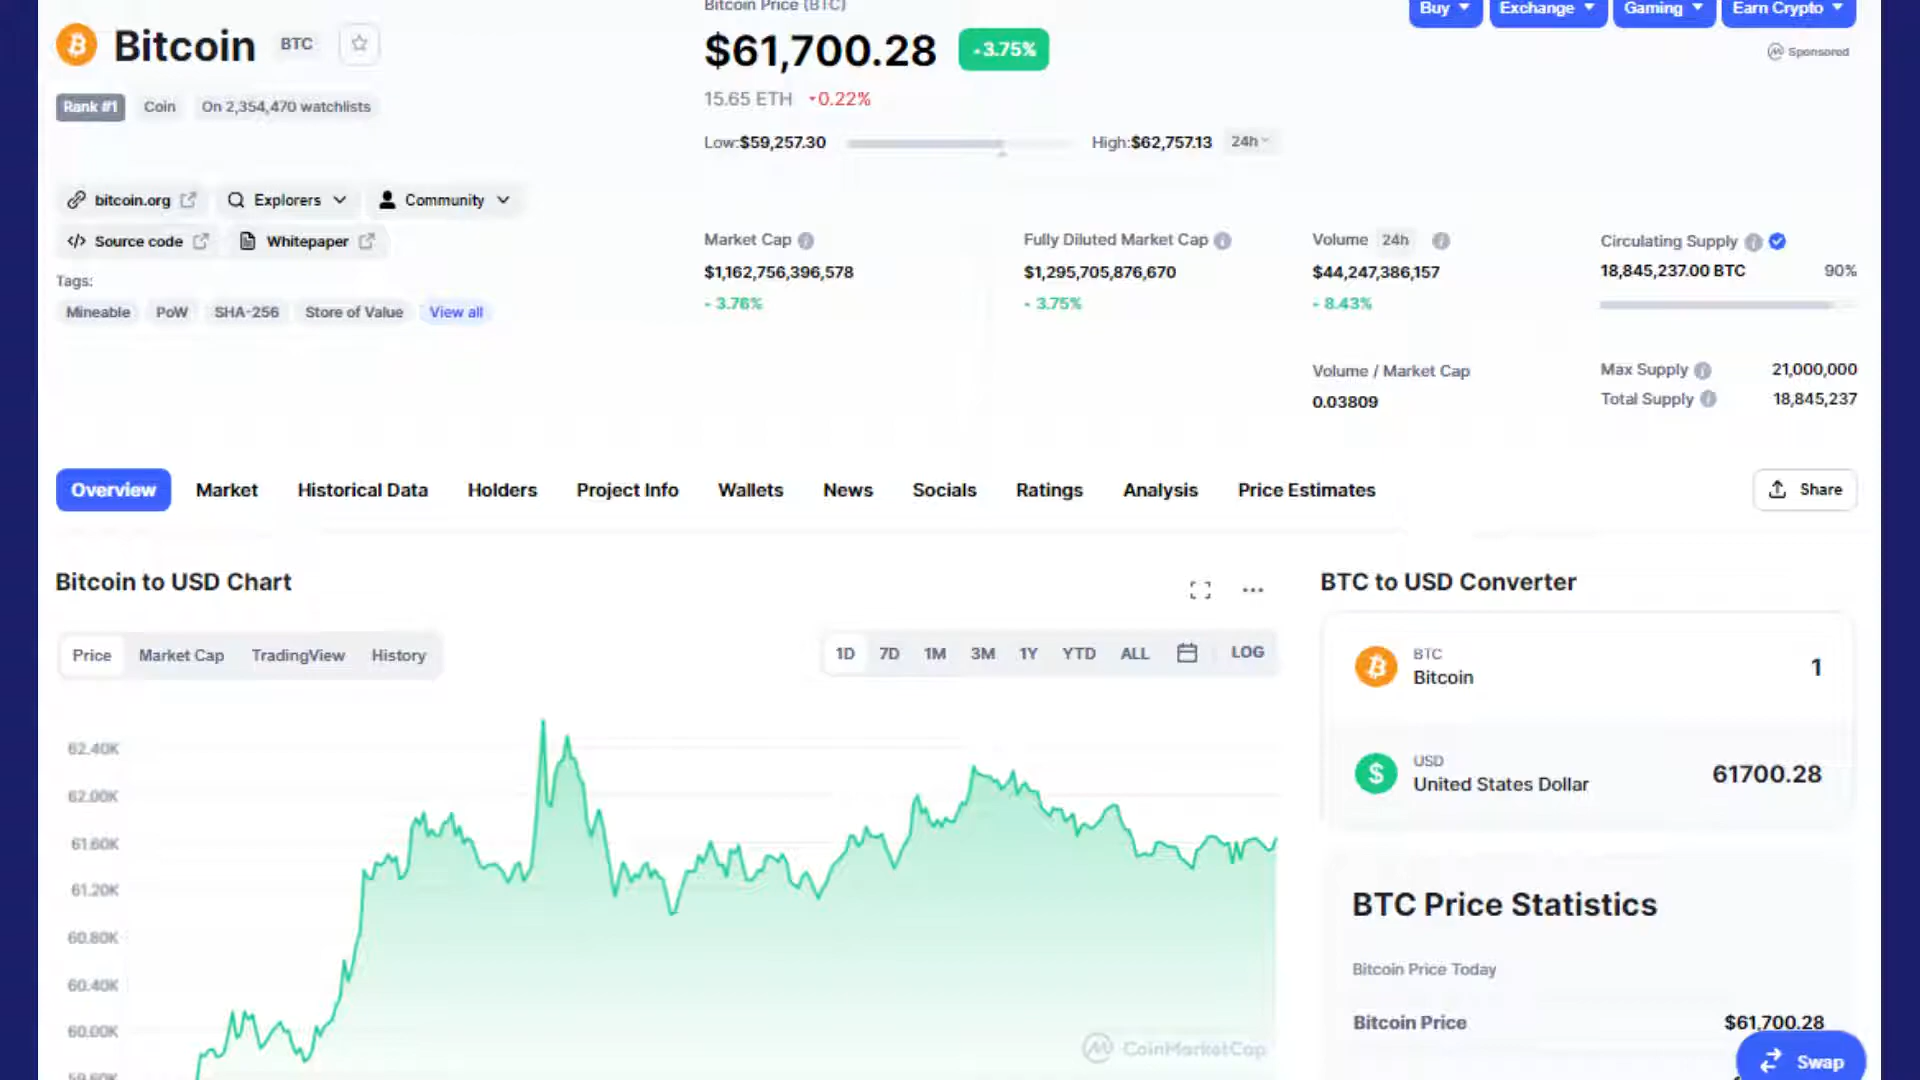 Bitcoin Price (BTC)
Buy Exchange Gaming Earn Crypto
Bitcoin BTC
$61,700.28 3.75%
Sponsored
Rank #1 Coin On 2,354,470 watchlists
15.65 ETH 0.22%
Low:$59,257.30 High:$62,757.13 24h
bitcoin.org Explorers Community
Source code Whitepaper
Tags:
Mineable PoW SHA-256 Store of Value View all
Market Cap
$1,162,756,396,578
3.76%
Fully Diluted Market Cap
$1,295,705,876,670
3.75%
Volume 24h
$44,247,386,157
8.43%
Volume / Market Cap
0.03809
Circulating Supply
18,845,237.00 BTC 90%
Max Supply 21,000,000
Total Supply 18,845,237
Overview Market Historical Data Holders Project Info Wallets News Socials Ratings Analysis Price Estimates Share
Bitcoin to USD Chart
Price Market Cap TradingView History
1D 7D 1M 3M 1Y YTD ALL LOG
62.40K
62.00K
61.60K
61.20K
60.80K
60.40K
60.00K
59.60K
CoinMarketCap
BTC to USD Converter
BTC
Bitcoin 1
USD
United States Dollar 61700.28
BTC Price Statistics
Bitcoin Price Today
Bitcoin Price $61,700.28
Swap